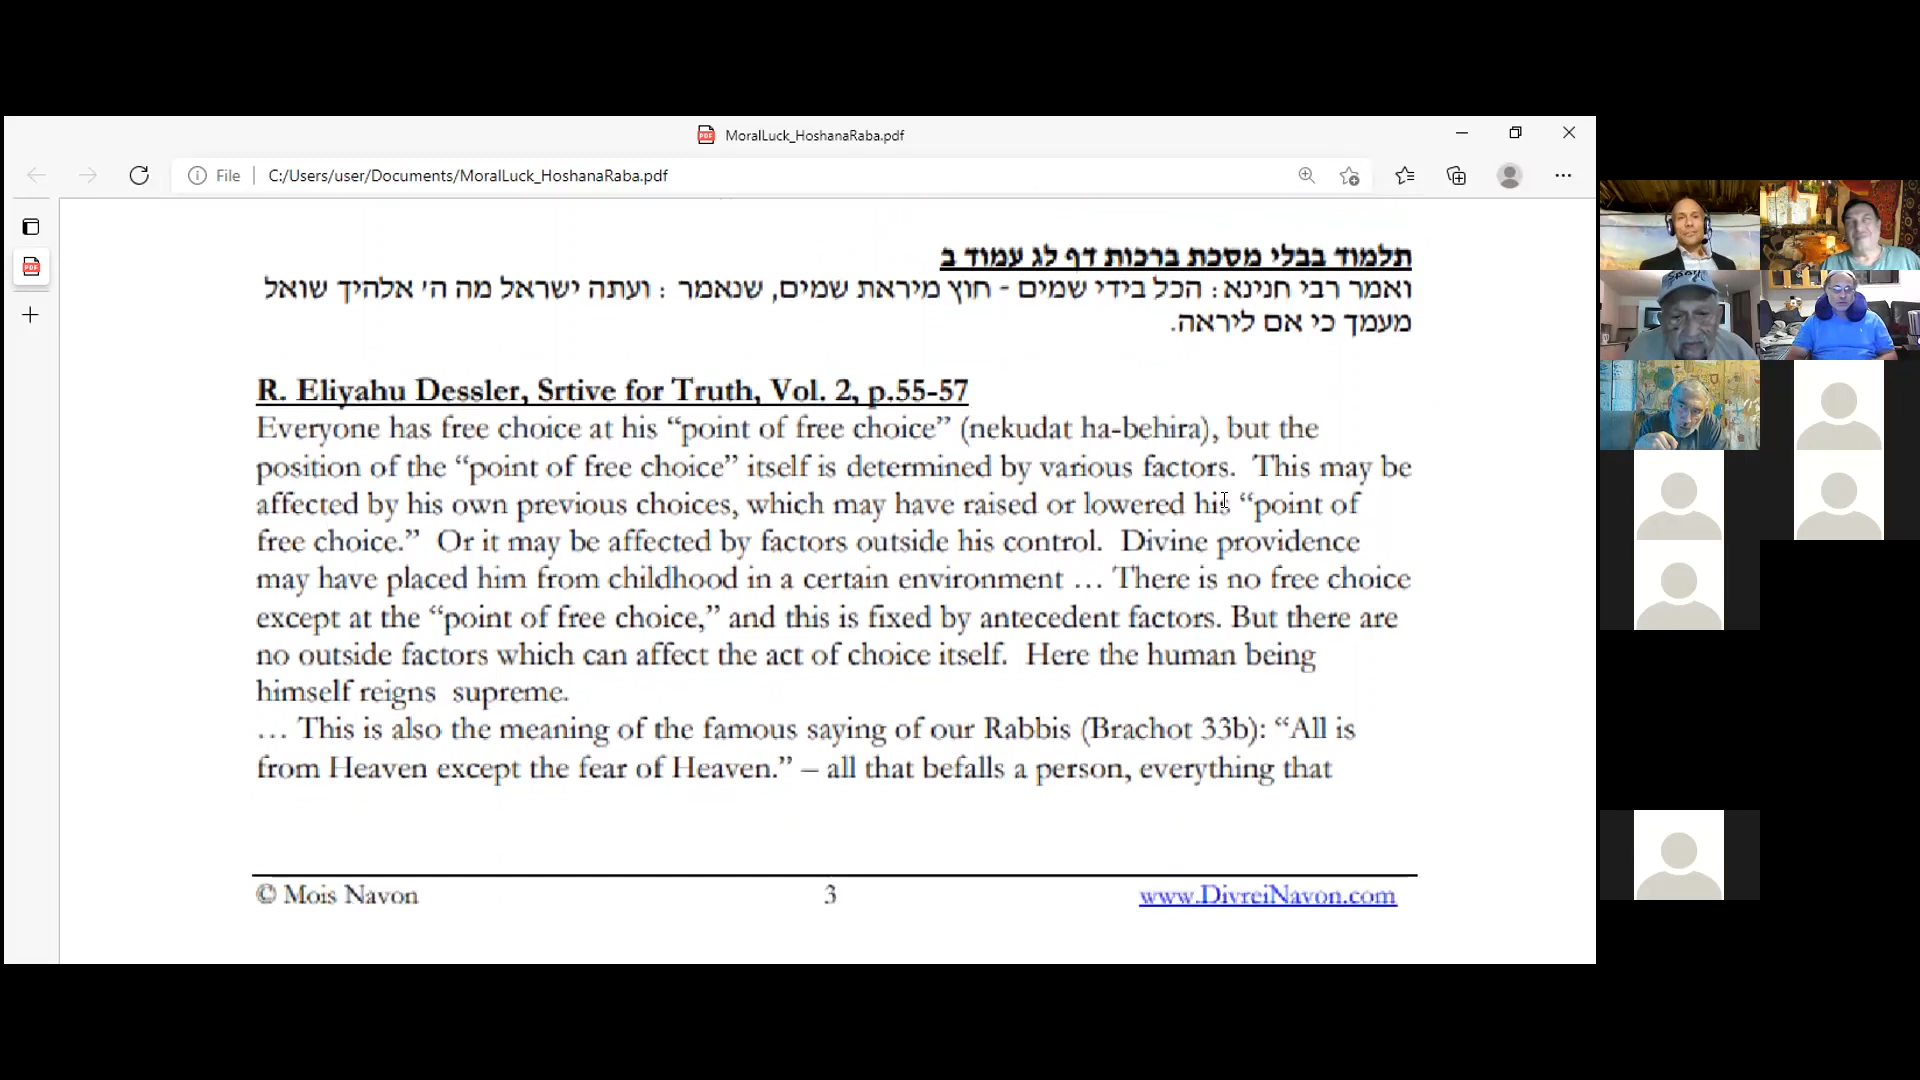 MoralLuck_HoshanaRaba.pdf
File
C:/Users/user/Documents/MoralLuck_HoshanaRaba.pdf
תלמוד בבלי מסכת ברכות דף לג עמוד ב
ואמר רבי חנינא: הכל בידי שמים - חוץ מיראת שמים, שנאמר : ועתה ישראל מה ה' אלהיך שואל
מעמך כי אם ליראה.
R. Eliyahu Dessler, Srtive for Truth, Vol. 2, p.55-57
Everyone has free choice at his “point of free choice” (nekudat ha-behira), but the
position of the “point of free choice” itself is determined by various factors. This may be
affected by his own previous choices, which may have raised or lowered his “point of
free choice.” Or it may be affected by factors outside his control. Divine providence
may have placed him from childhood in a certain environment … There is no free choice
except at the “point of free choice,” and this is fixed by antecedent factors. But there are
no outside factors which can affect the act of choice itself. Here the human being
himself reigns supreme.
… This is also the meaning of the famous saying of our Rabbis (Brachot 33b): “All is
from Heaven except the fear of Heaven.” – all that befalls a person, everything that
© Mois Navon
3
www.DivreiNavon.com